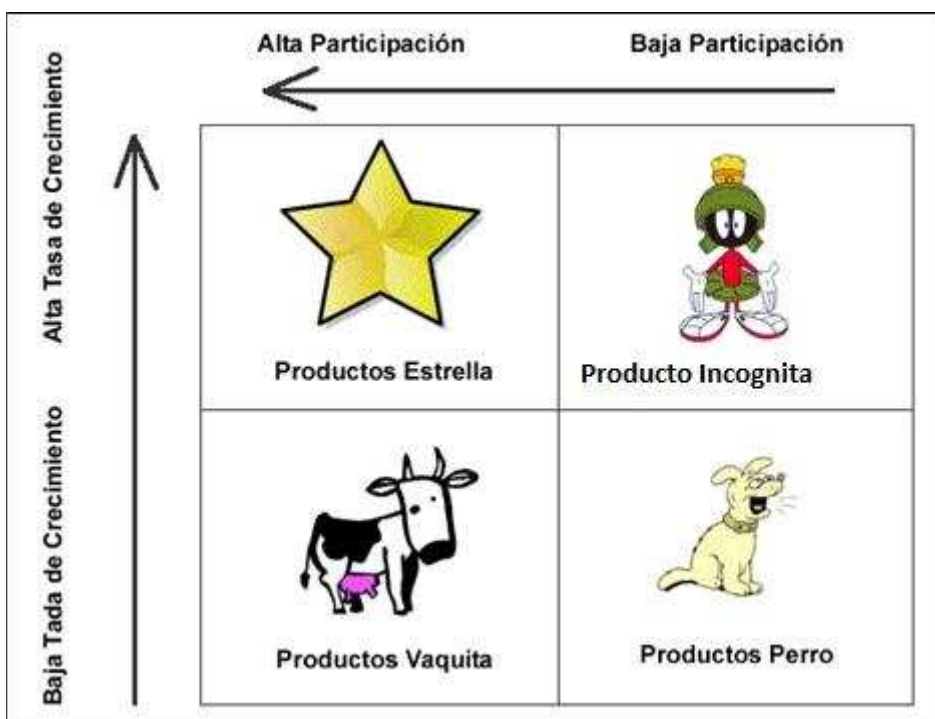 Alta Participación
Baja Participación
Alta Tasa de Crecimiento
Productos Estrella
Producto Incognita
Baja Tada de Crecimiento
Productos Vaquita
Productos Perro